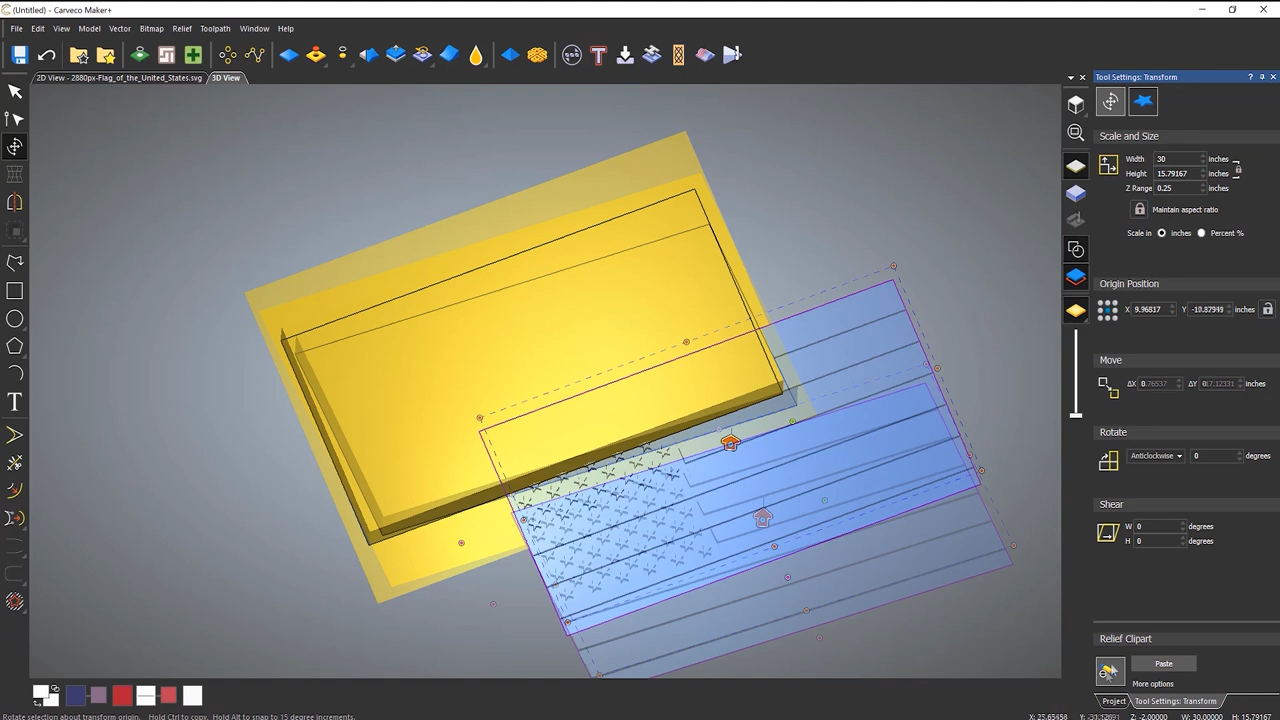 (Untitled) - Carveco Maker+
File Edit View Model Vector Bitmap Relief Toolpath Window Help
2D View - 2880px-Flag_of_the_United_States.svg 3D View
Tool Settings: Transform
Scale and Size
Width 30 inches
Height 15.79167 inches
Z Range 0.25 inches
Maintain aspect ratio
Scale in inches Percent %
Origin Position
X 9.96837 Y inches
Move
ΔX ΔY inches
Rotate
Anticlockwise 0 degrees
Shear
W 0 degrees
H 0 degrees
Relief Clipart
Paste
More options
Project Tool Settings: Transform
Rotate selection about transform origin. Hold Ctrl to copy. Hold Alt to snap to 15 degree increments.
X: 25.65458 Z: -2.00000 W: 30.00000 H: 15.79167